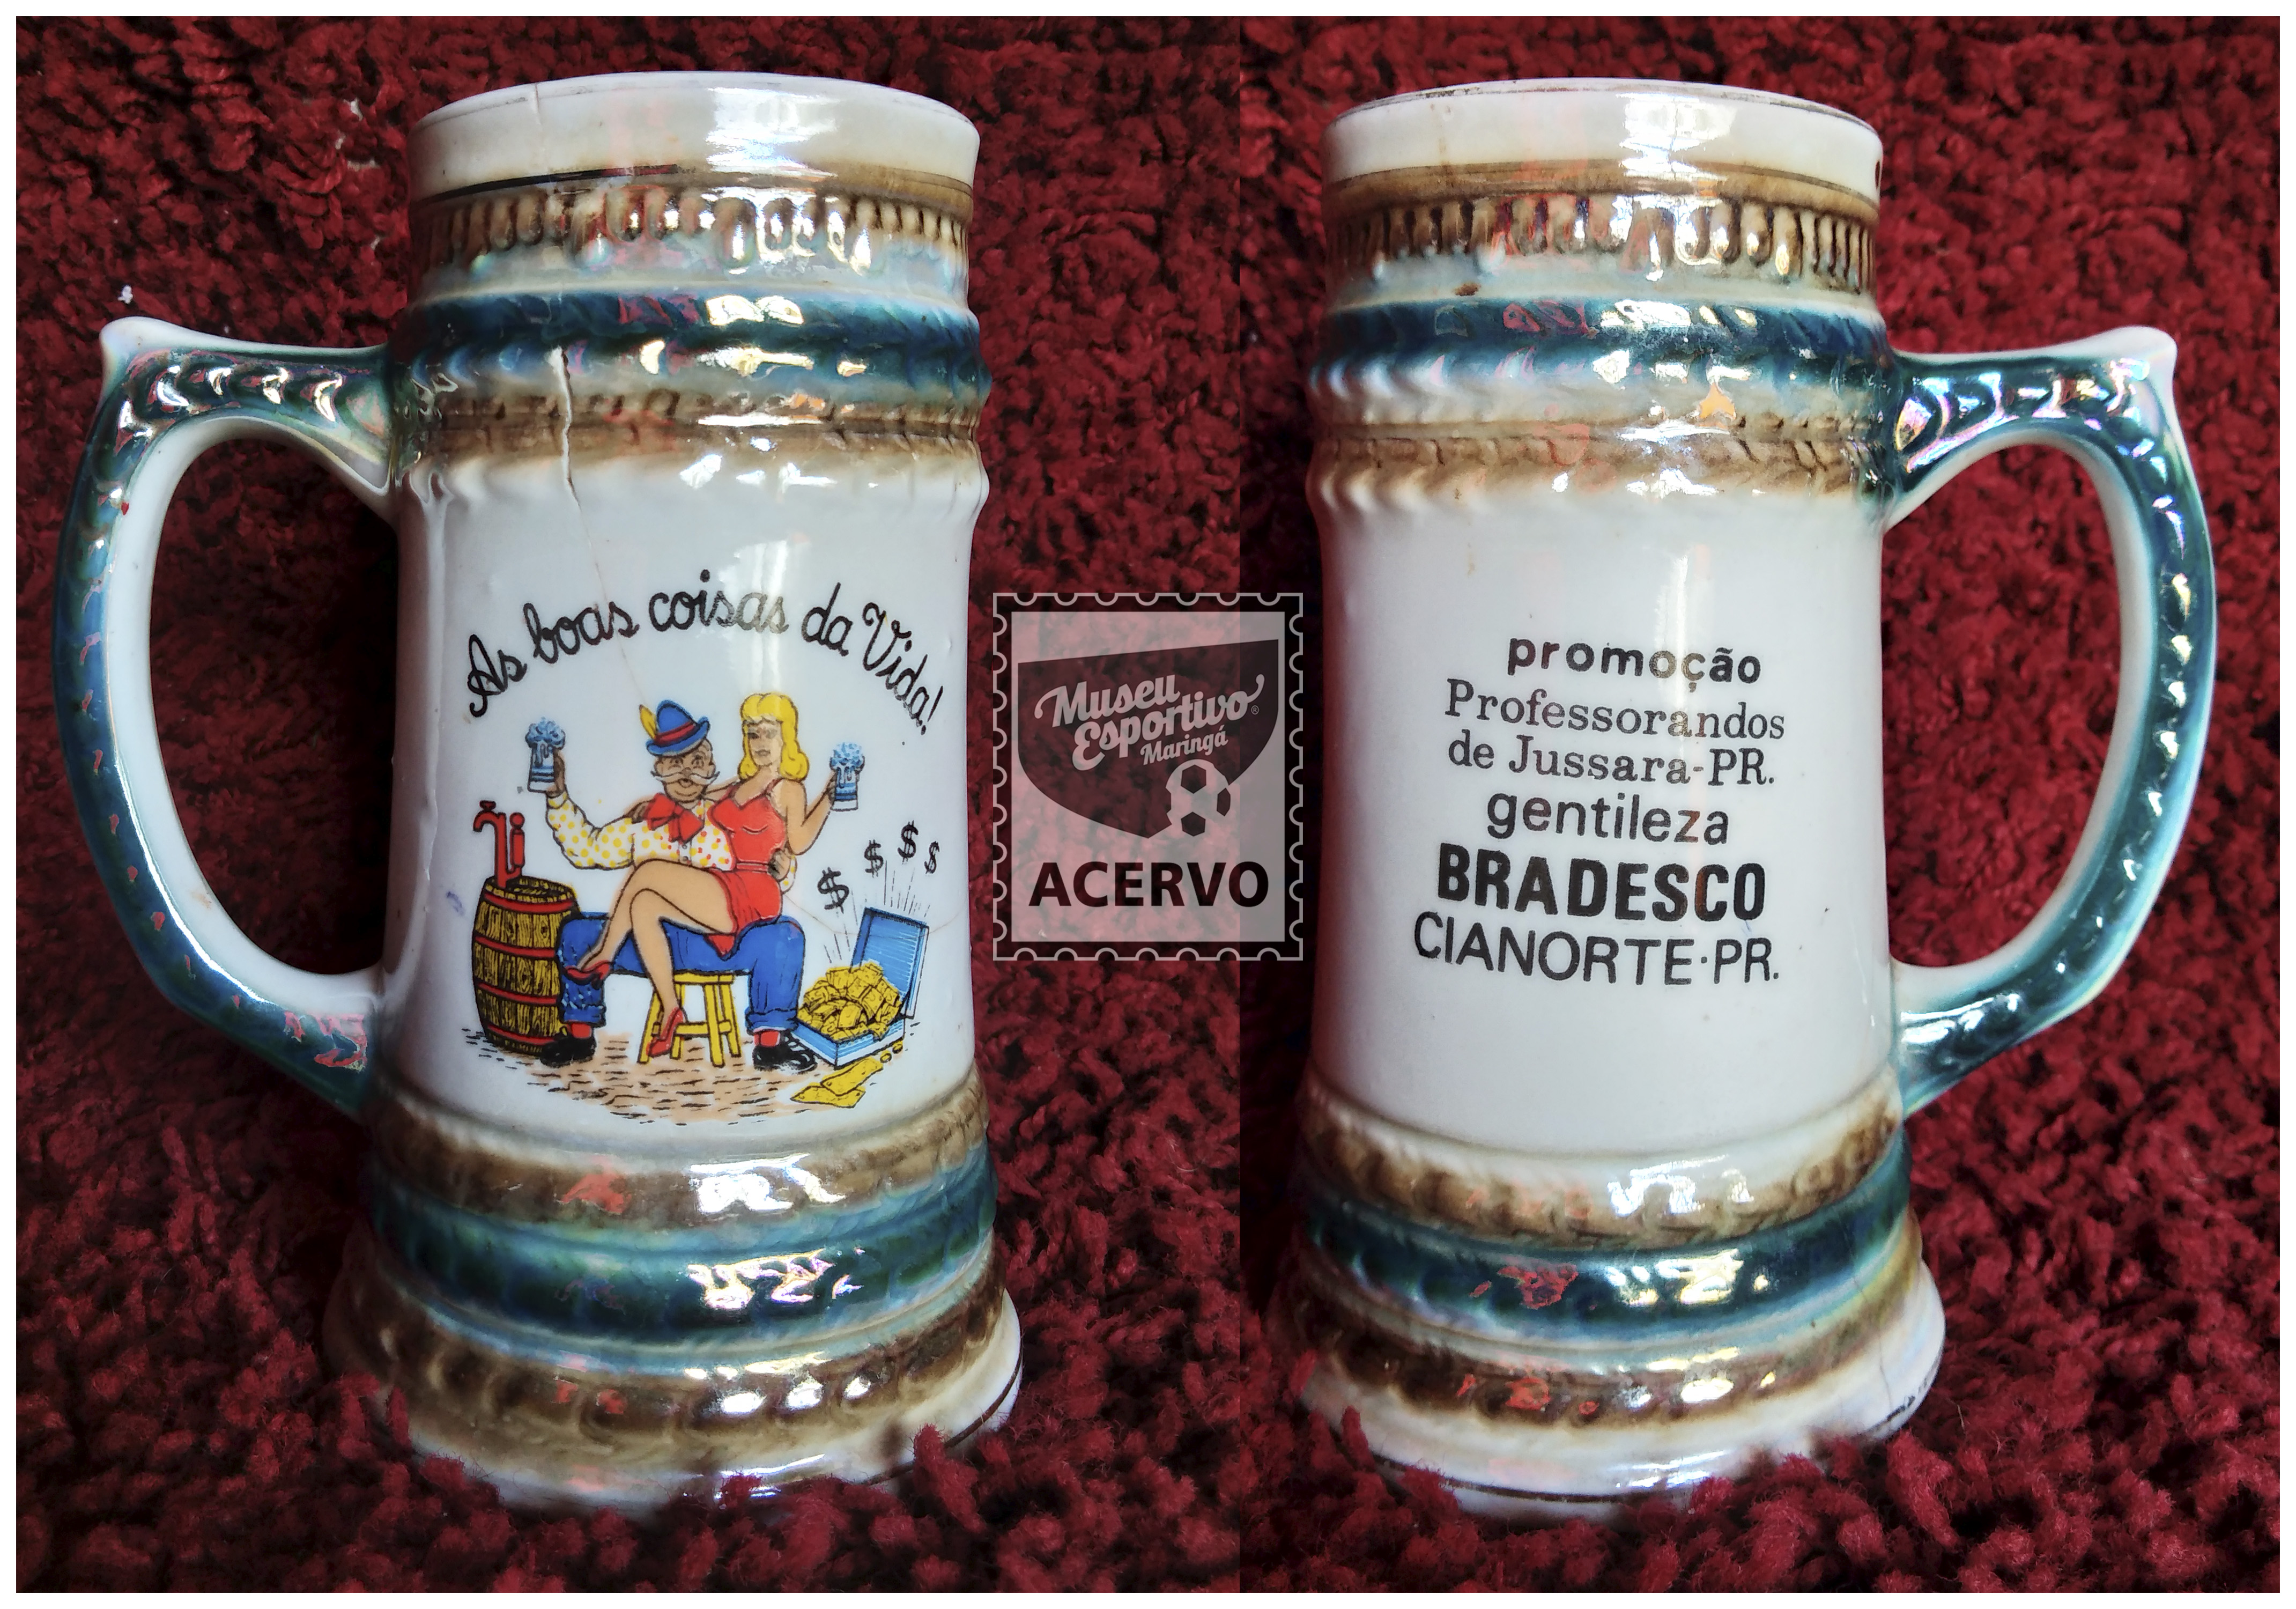 As boas coisas da Vida!
$ $ $ $
Museu
Esportivo®
Maringá
ACERVO
promoção
Professorandos
de Jussara-PR.
gentileza
BRADESCO
CIANORTE·PR.